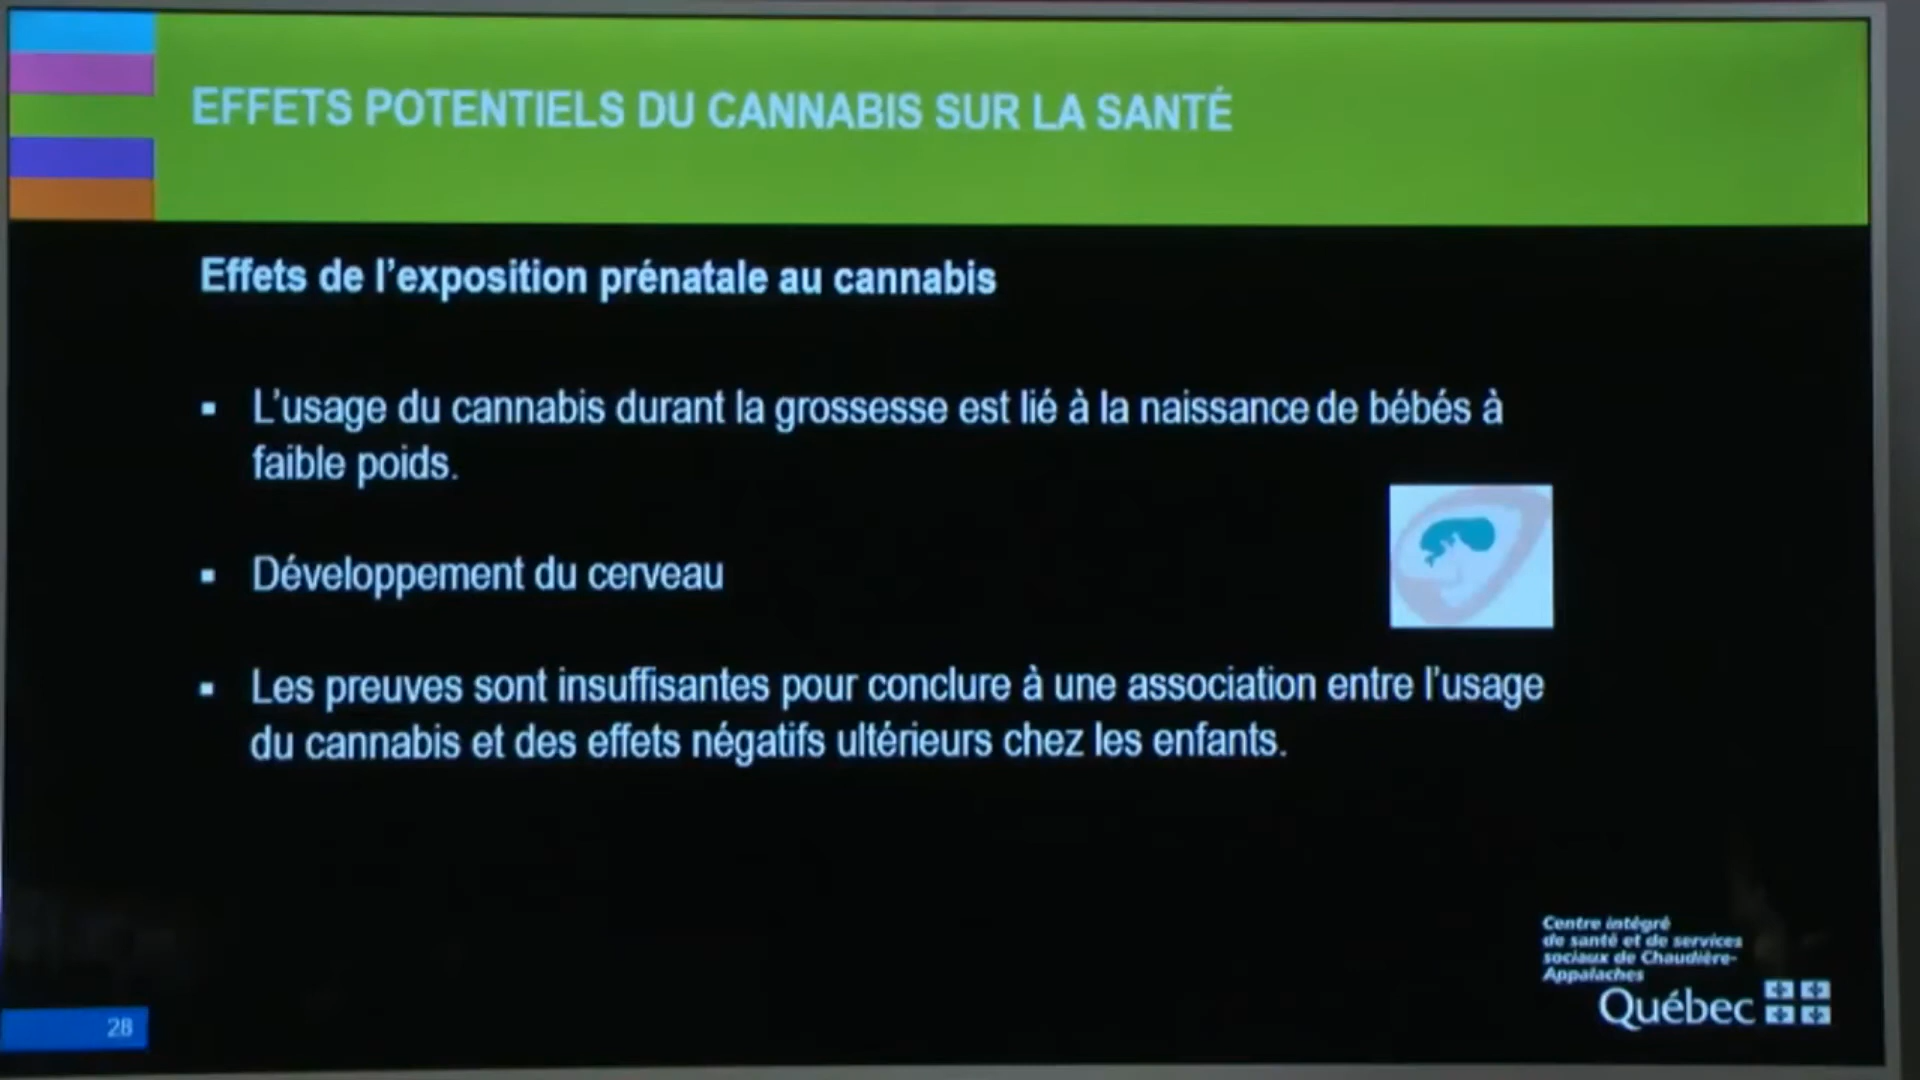 EFFETS POTENTIELS DU CANNABIS SUR LA SANTÉ
Effets de l'exposition prénatale au cannabis
▪ L'usage du cannabis durant la grossesse est lié à la naissance de bébés à
faible poids.
▪ Développement du cerveau
▪ Les preuves sont insuffisantes pour conclure à une association entre l'usage
du cannabis et des effets négatifs ultérieurs chez les enfants.
Centre intégré
de santé et de services
sociaux de Chaudière-
Appalaches
Québec
28